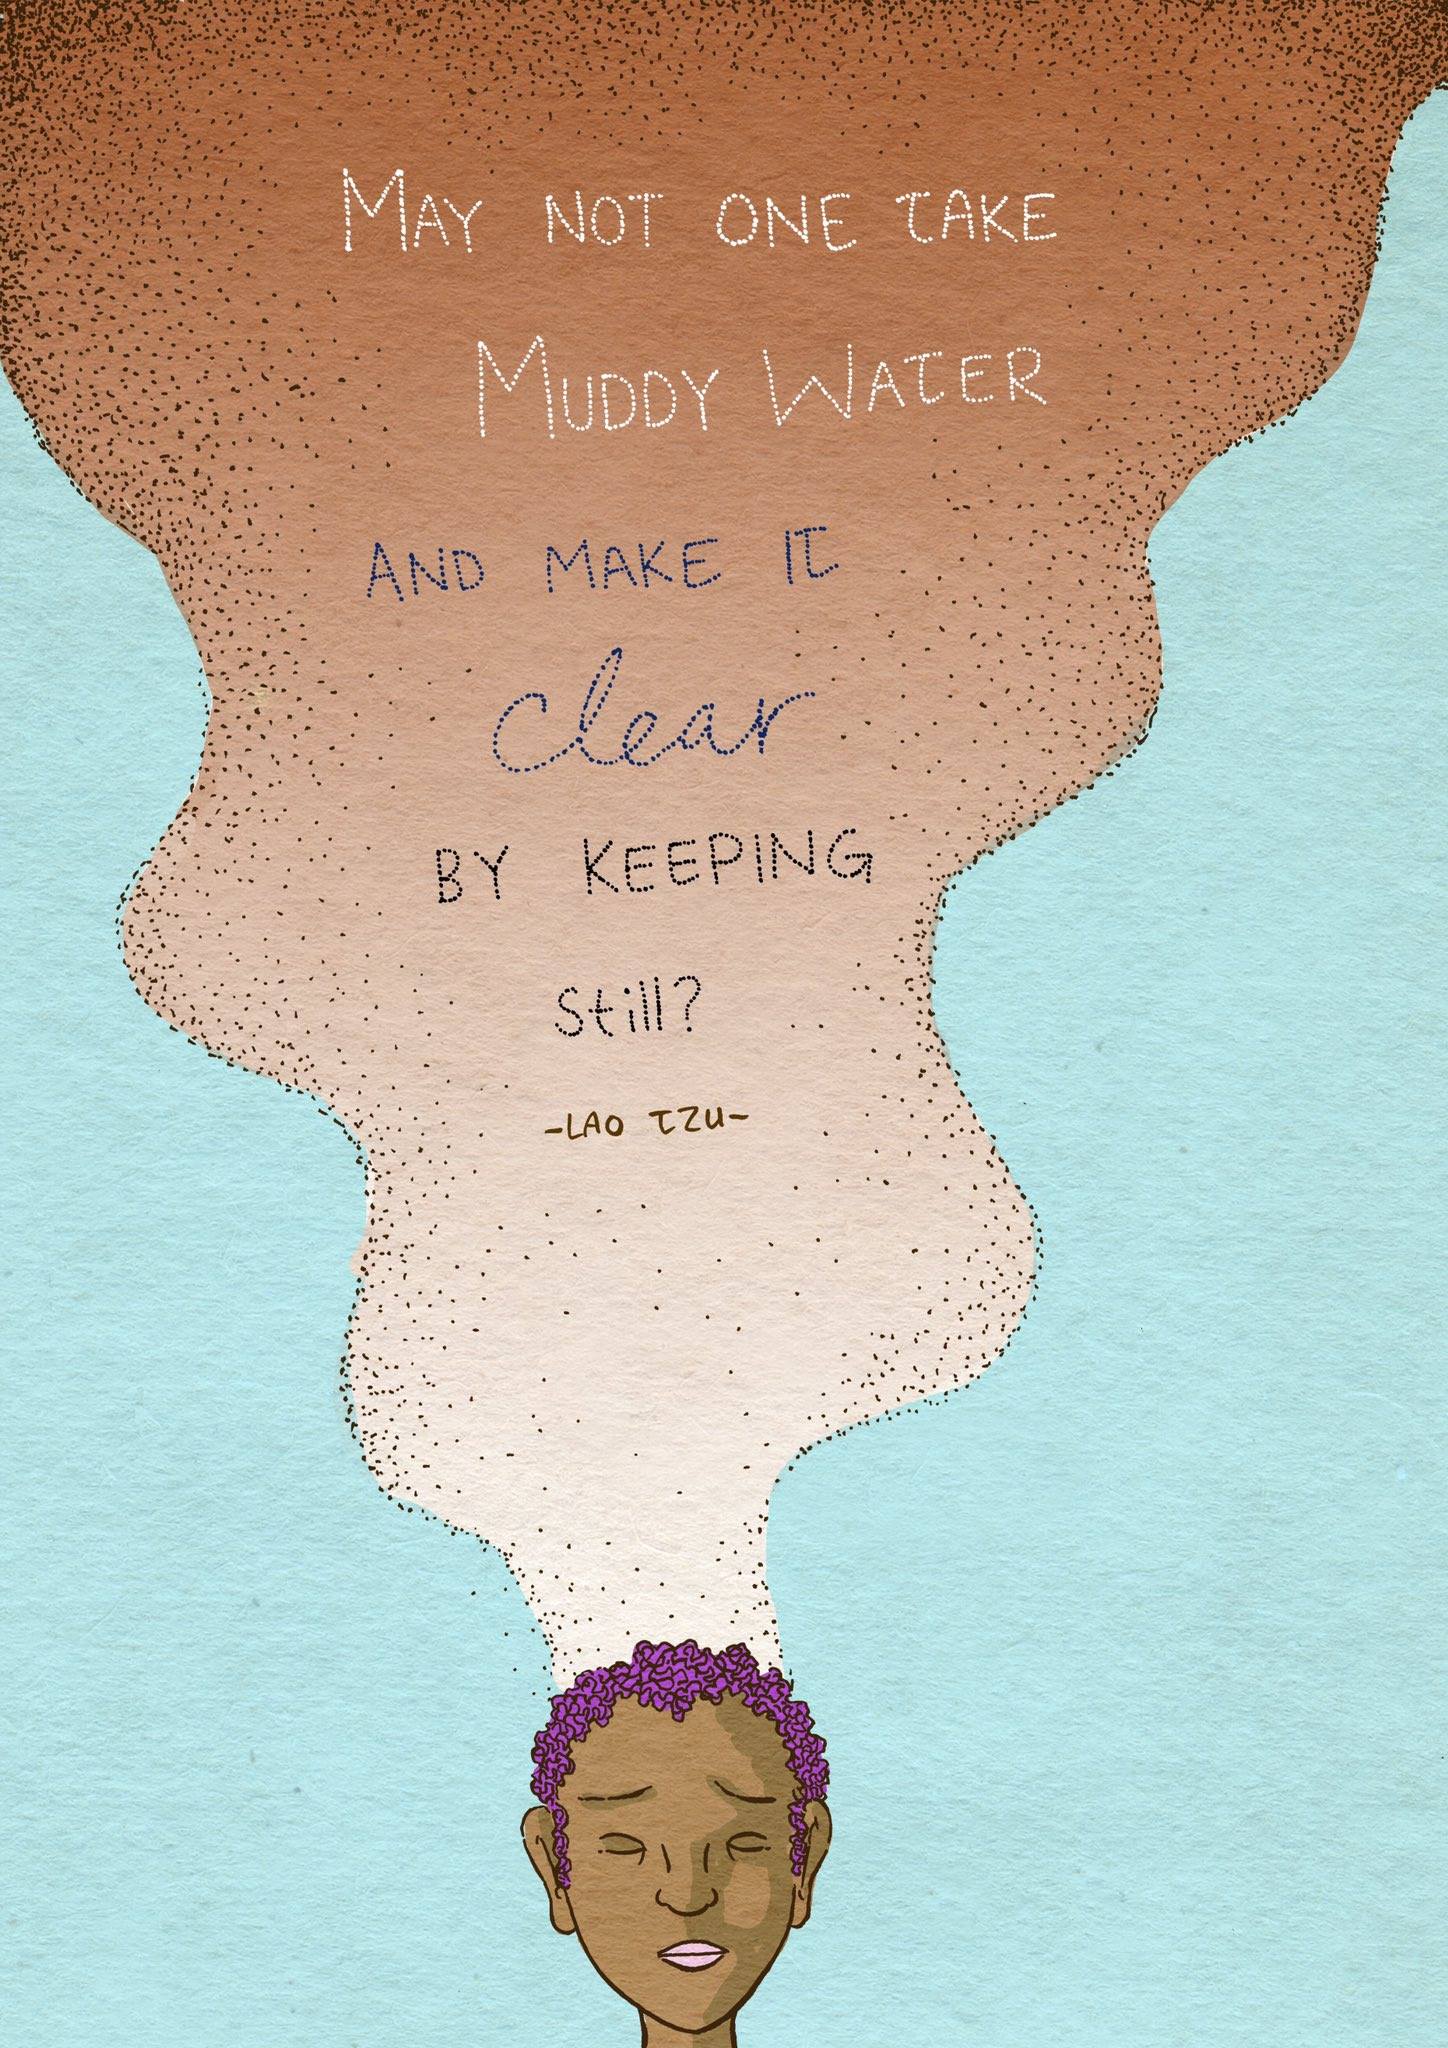 MAY NOT ONE TAKE
MUDDY WATER
AND MAKE IT
clear
BY KEEPING
Still?
-LAO TZU-